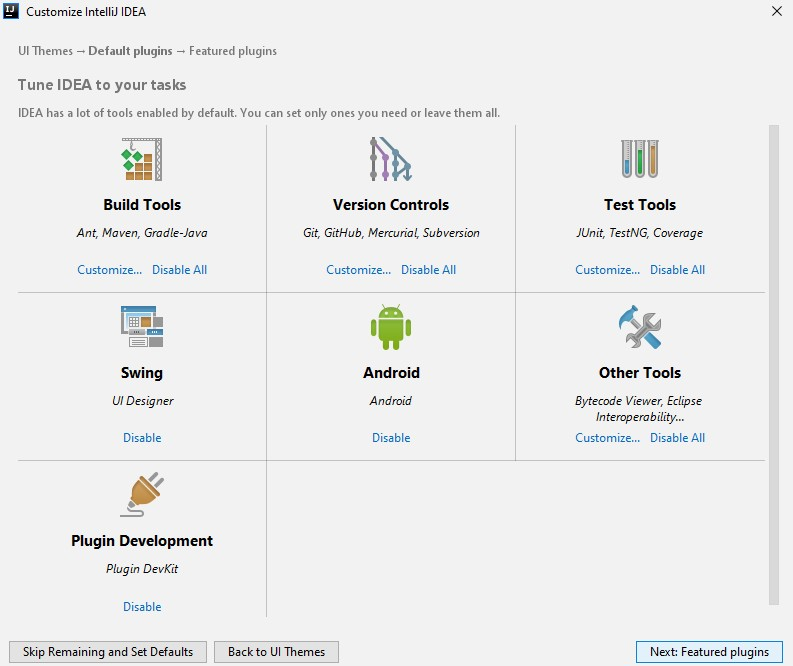 IJ Customize IntelliJ IDEA
UI Themes → Default plugins → Featured plugins
Tune IDEA to your tasks
IDEA has a lot of tools enabled by default. You can set only ones you need or leave them all.
Build Tools
Ant, Maven, Gradle-Java
Customize... Disable All
Version Controls
Git, GitHub, Mercurial, Subversion
Customize... Disable All
Test Tools
JUnit, TestNG, Coverage
Customize... Disable All
Swing
UI Designer
Disable
Android
Android
Disable
Other Tools
Bytecode Viewer, Eclipse
Interoperability...
Customize... Disable All
Plugin Development
Plugin DevKit
Disable
Skip Remaining and Set Defaults
Back to UI Themes
Next: Featured plugins